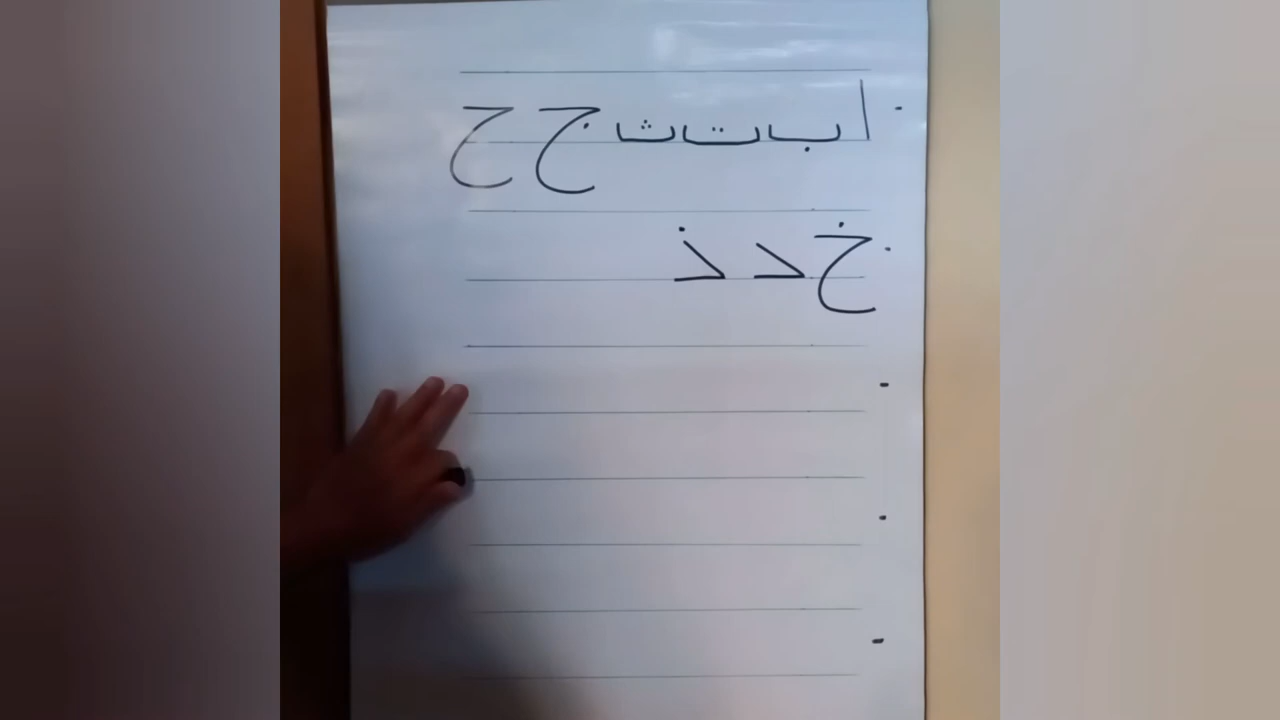 ا ب ت ث ج ح
خ د ذ